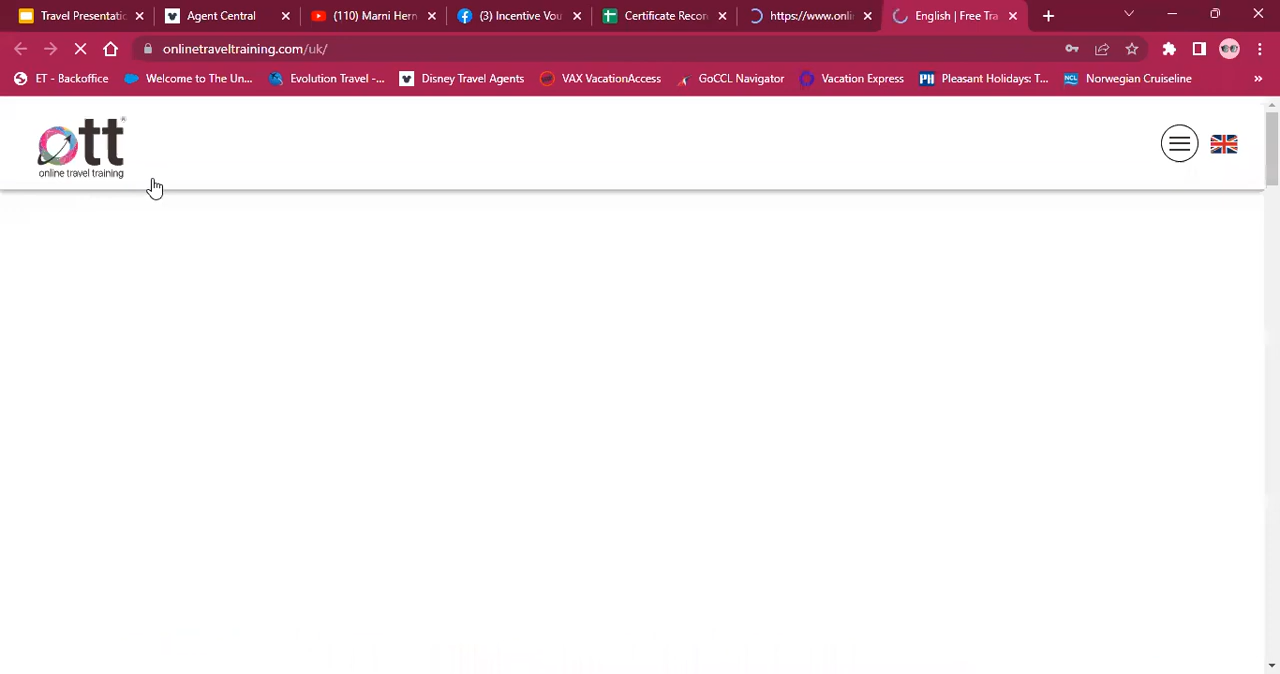 Travel Presentatio
Agent Central
(110) Marni Hern
(3) Incentive Vou
Certificate Recor
https://www.onli
English | Free Tra
onlinetraveltraining.com/uk/
ET - Backoffice
Welcome to The Un...
Evolution Travel -...
Disney Travel Agents
VAX VacationAccess
GoCCL Navigator
Vacation Express
PH
Pleasant Holidays: T...
NCL
Norwegian Cruiseline
»
ott
online travel training